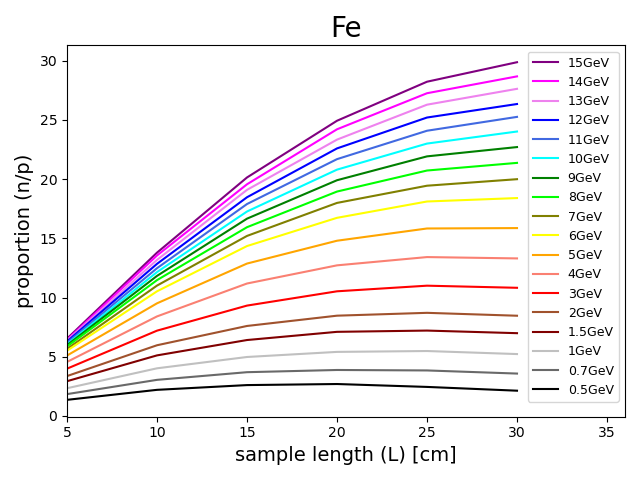 Fe
proportion (n/p)
30
25
20
15
10
5
0
5
10
15
20
25
30
35
sample length (L) [cm]
15GeV
14GeV
13GeV
12GeV
11GeV
10GeV
9GeV
8GeV
7GeV
6GeV
5GeV
4GeV
3GeV
2GeV
1.5GeV
1GeV
0.7GeV
0.5GeV